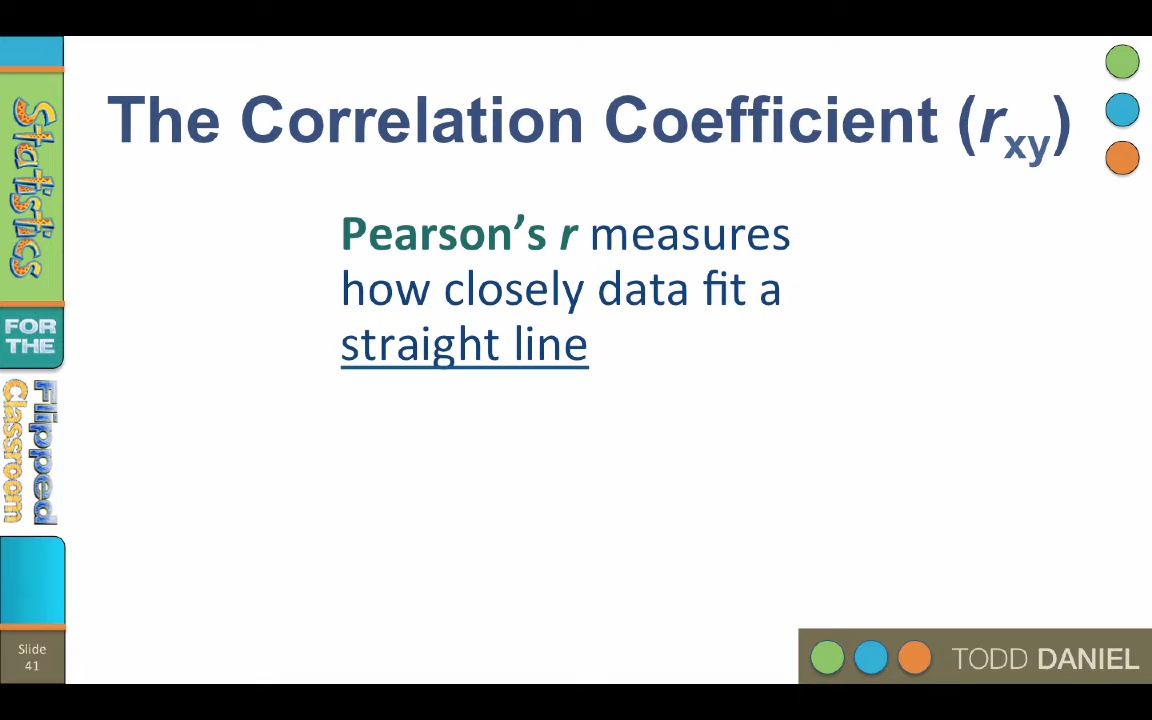 The Correlation Coefficient (rxy)
Pearson's r measures
how closely data fit a
straight line
Statistics
FOR
THE
Flipped
Classroom
Slide
41
TODD DANIEL